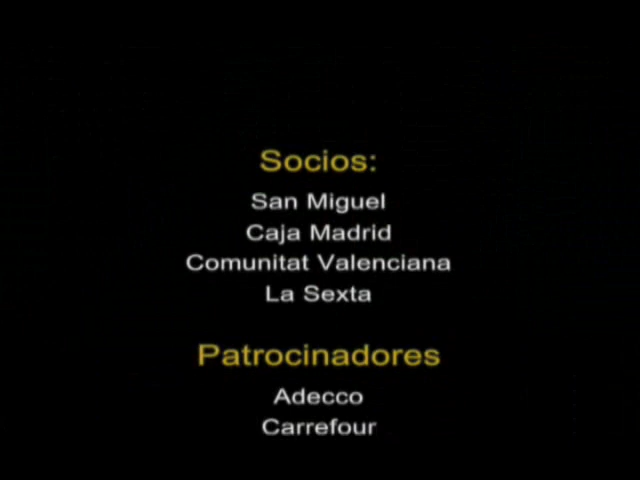 Socios:
San Miguel
Caja Madrid
Comunitat Valenciana
La Sexta
Patrocinadores
Adecco
Carrefour